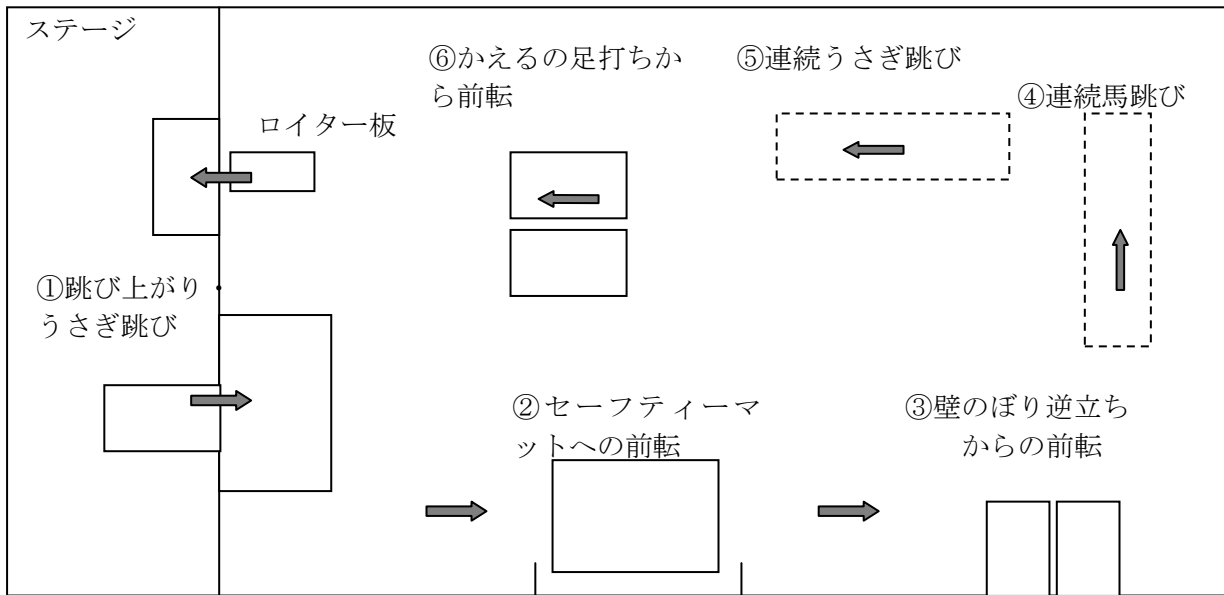 ステージ
⑥かえるの足打ちか
ら前転
⑤連続うさぎ跳び
④連続馬跳び
ロイター板
①跳び上がり
うさぎ跳び
②セーフティーマ
ットへの前転
③壁のぼり逆立ち
からの前転